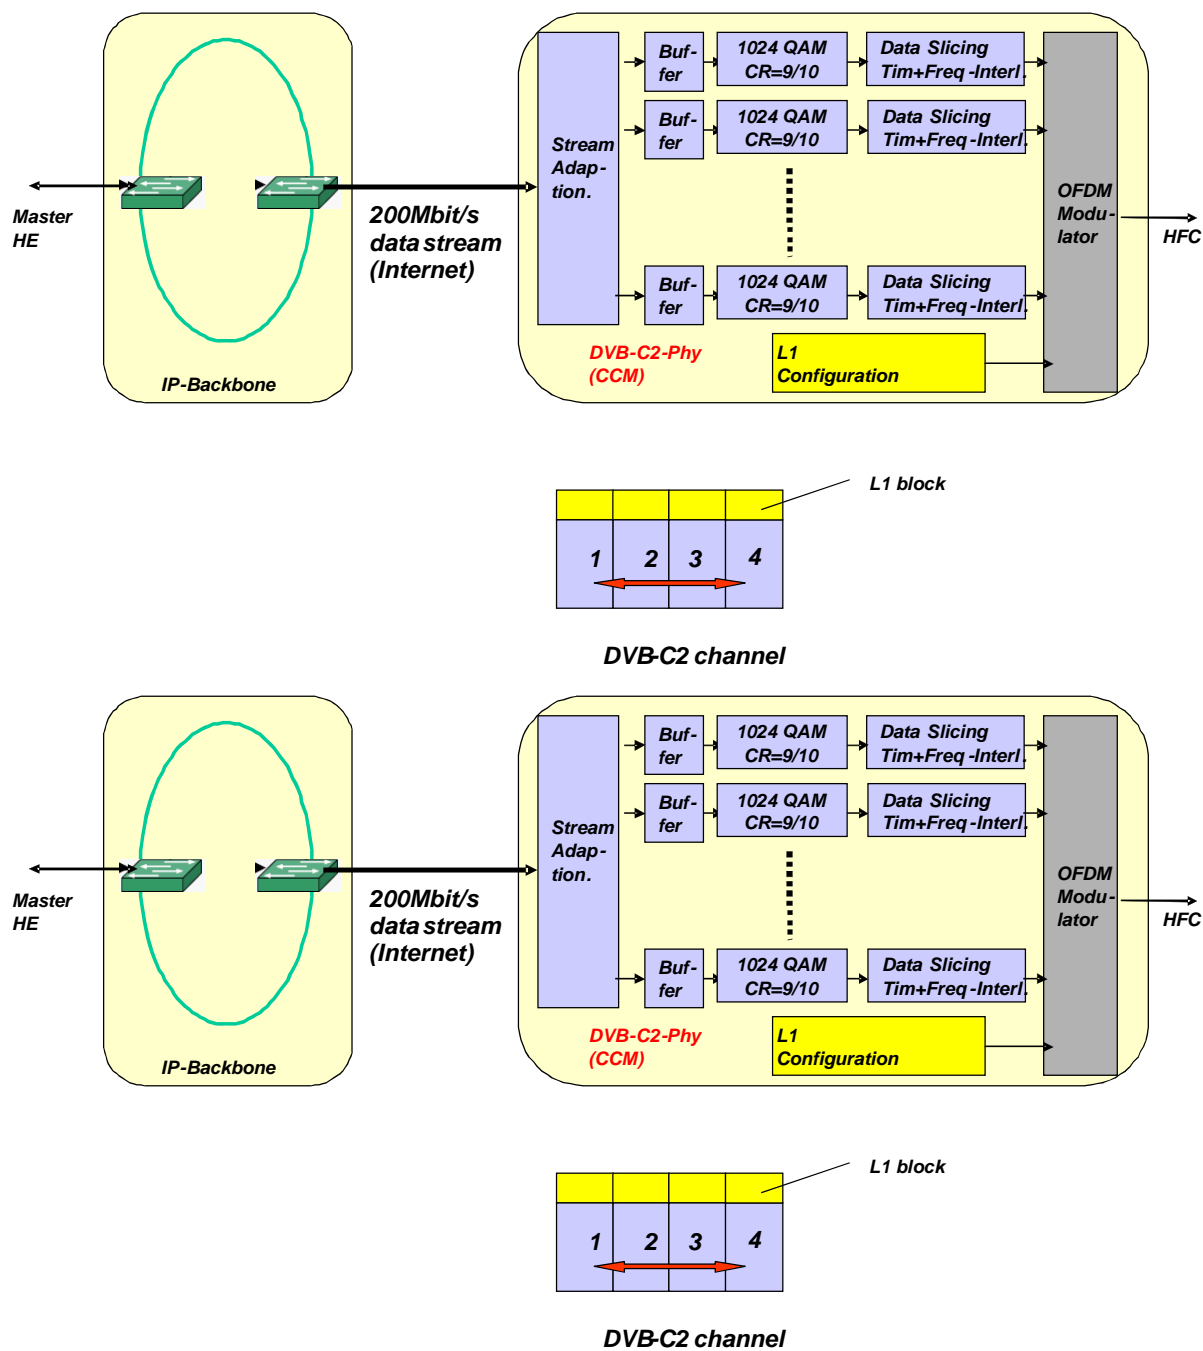 Buf-
fer
1024 QAM
CR=9/10
Data Slicing
Tim+Freq-Interl.
Buf-
fer
1024 QAM
CR=9/10
Data Slicing
Tim+Freq-Interl.
Stream
Adap-
tion.
OFDM
Modu-
lator
Master
HE
200Mbit/s
data stream
(Internet)
HFC
Buf-
fer
1024 QAM
CR=9/10
Data Slicing
Tim+Freq-Interl.
DVB-C2-Phy
(CCM)
L1
Configuration
IP-Backbone
L1 block
1 2 3 4
DVB-C2 channel
Buf-
fer
1024 QAM
CR=9/10
Data Slicing
Tim+Freq-Interl.
Buf-
fer
1024 QAM
CR=9/10
Data Slicing
Tim+Freq-Interl.
Stream
Adap-
tion.
OFDM
Modu-
lator
Master
HE
200Mbit/s
data stream
(Internet)
HFC
Buf-
fer
1024 QAM
CR=9/10
Data Slicing
Tim+Freq-Interl.
DVB-C2-Phy
(CCM)
L1
Configuration
IP-Backbone
L1 block
1 2 3 4
DVB-C2 channel